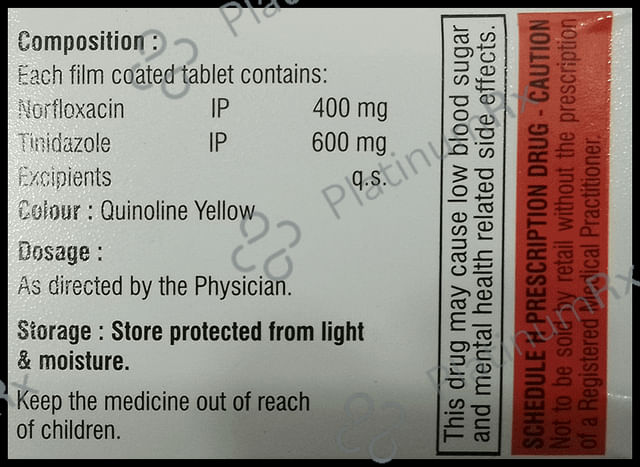 Composition :
Each film coated tablet contains:
Norfloxacin IP 400 mg
Tinidazole IP 600 mg
Excipients q.s.
Colour : Quinoline Yellow
Dosage :
As directed by the Physician.
Storage : Store protected from light
& moisture.
Keep the medicine out of reach
of children.
This drug may cause low blood sugar
and mental health related side effects.
SCHEDULE H PRESCRIPTION DRUG - CAUTION
Not to be sold by retail without the prescription
of a Registered Medical Practitioner.
PlatinumRx
PlatinumRx